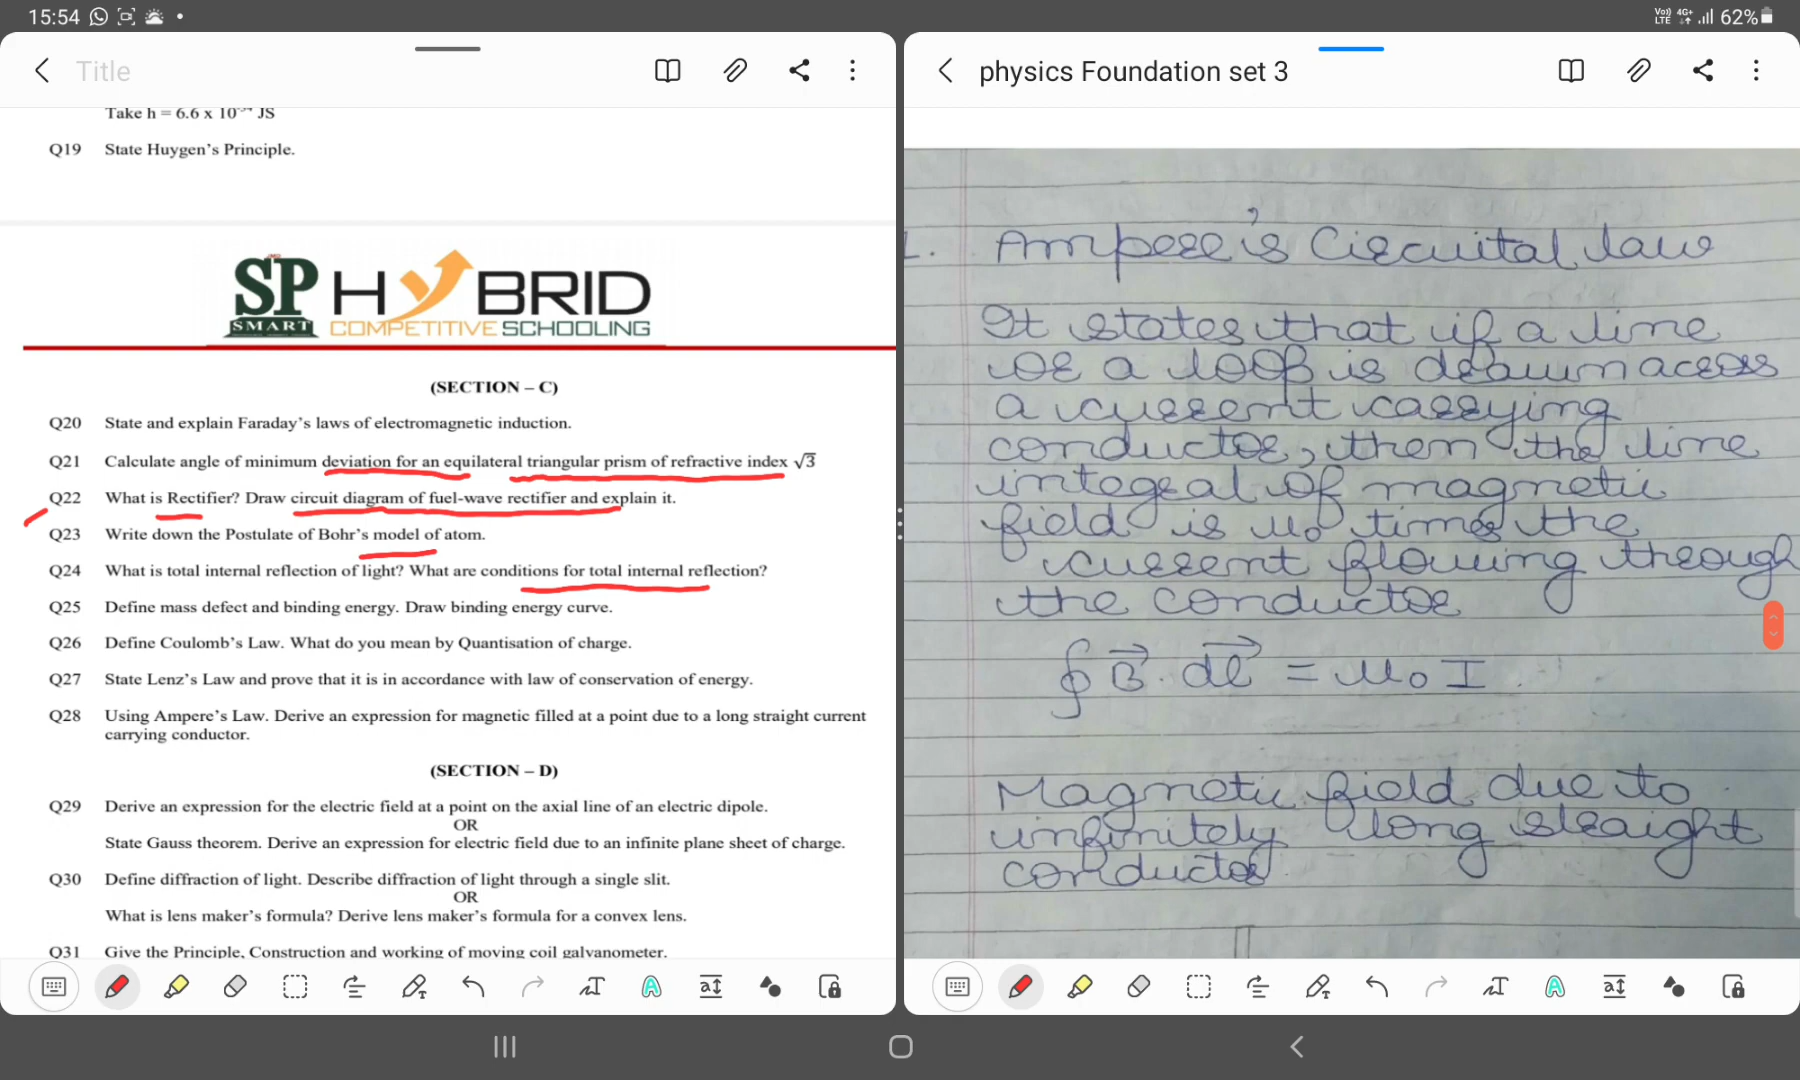 15:54
Vo)) LTE 4G+ 62%
Title
Take h = 6.6 x 10⁻³⁴ JS
Q19 State Huygen's Principle.
SP SMART HYBRID
COMPETITIVE SCHOOLING
(SECTION – C)
Q20 State and explain Faraday's laws of electromagnetic induction.
Q21 Calculate angle of minimum deviation for an equilateral triangular prism of refractive index √3
Q22 What is Rectifier? Draw circuit diagram of fuel-wave rectifier and explain it.
Q23 Write down the Postulate of Bohr's model of atom.
Q24 What is total internal reflection of light? What are conditions for total internal reflection?
Q25 Define mass defect and binding energy. Draw binding energy curve.
Q26 Define Coulomb's Law. What do you mean by Quantisation of charge.
Q27 State Lenz's Law and prove that it is in accordance with law of conservation of energy.
Q28 Using Ampere's Law. Derive an expression for magnetic filled at a point due to a long straight current
carrying conductor.
(SECTION – D)
Q29 Derive an expression for the electric field at a point on the axial line of an electric dipole.
OR
State Gauss theorem. Derive an expression for electric field due to an infinite plane sheet of charge.
Q30 Define diffraction of light. Describe diffraction of light through a single slit.
OR
What is lens maker's formula? Derive lens maker's formula for a convex lens.
Q31 Give the Principle, Construction and working of moving coil galvanometer.
physics Foundation set 3
Ampere's Circuital law
It states that if a line
or a loop is drawn across
a current carrying
conductor, then the line
integral of magnetic
field is μ₀ times the
current flowing through
the conductor
∮ B⃗ . dl⃗ = μ₀ I
Magnetic field due to
infinitely long straight
conductor